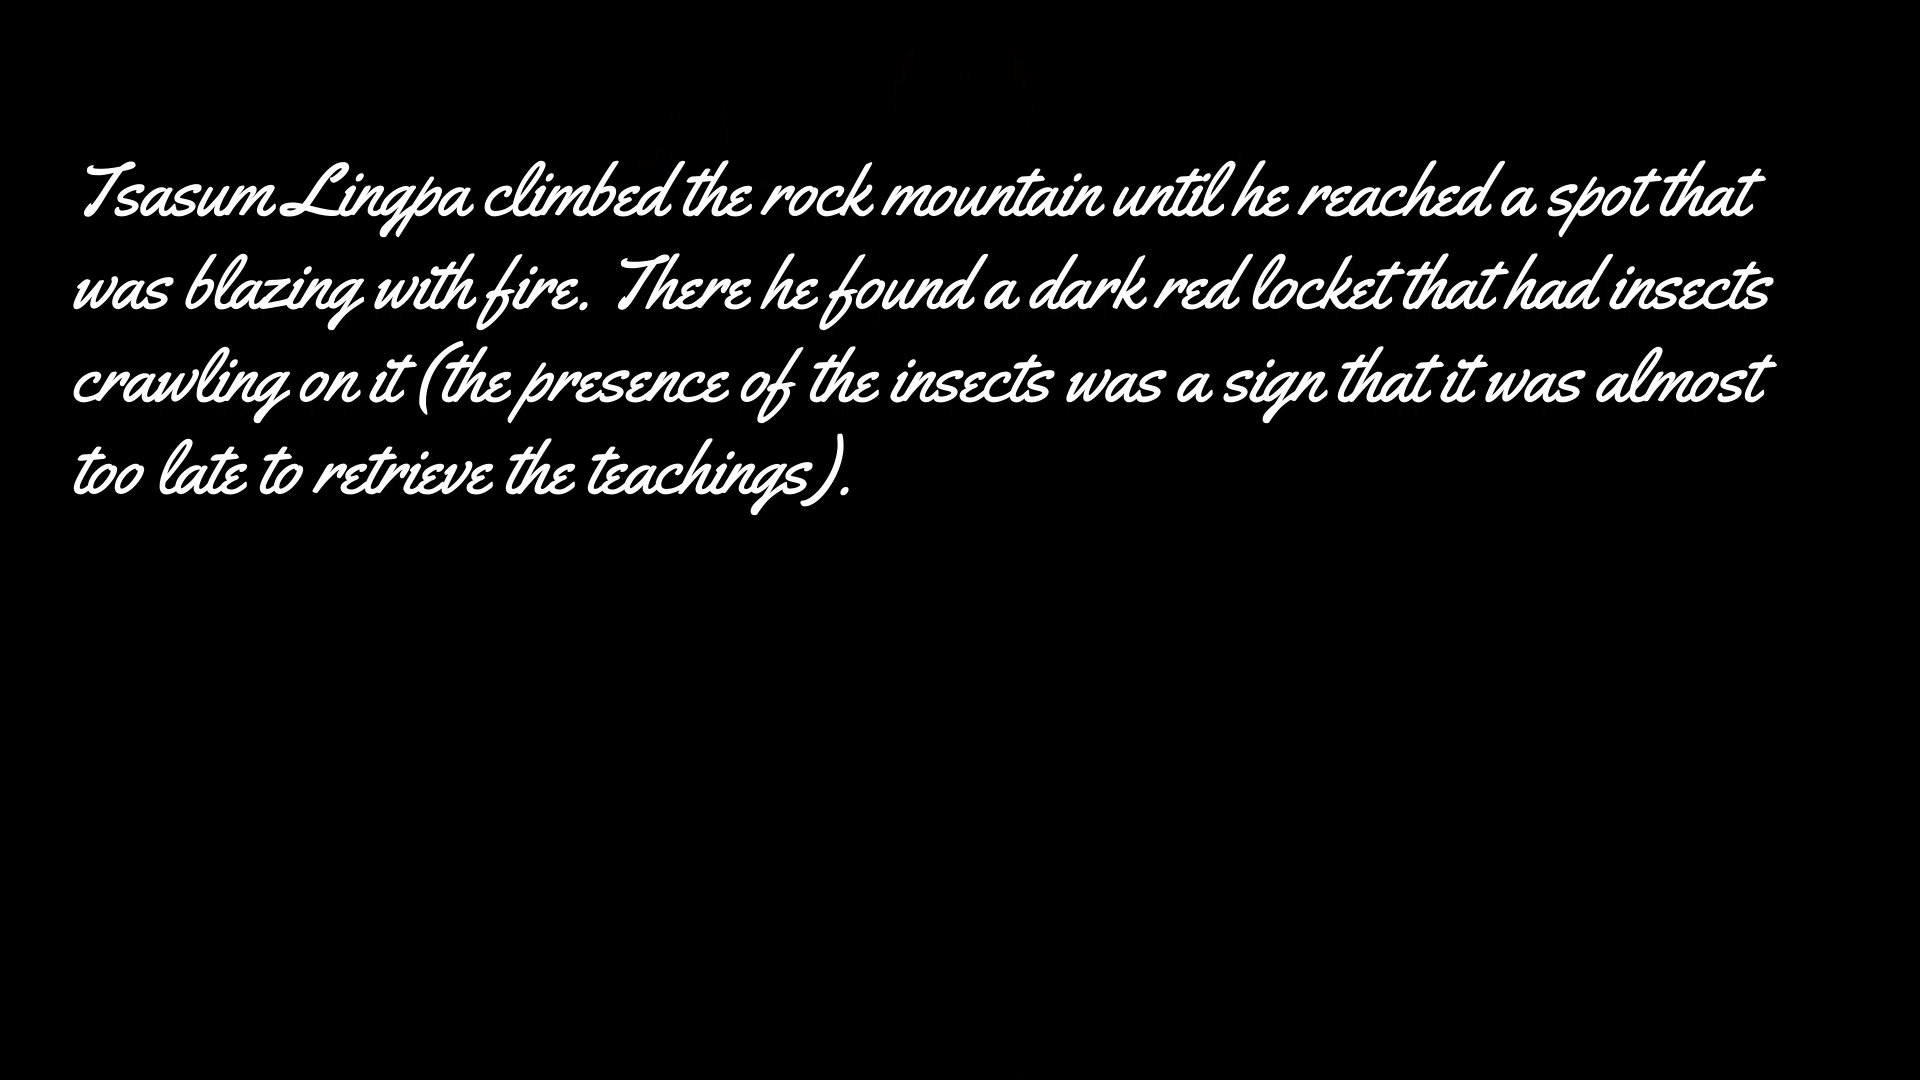 Tsasum Lingpa climbed the rock mountain until he reached a spot that
was blazing with fire. There he found a dark red locket that had insects
crawling on it (the presence of the insects was a sign that it was almost
too late to retrieve the teachings).